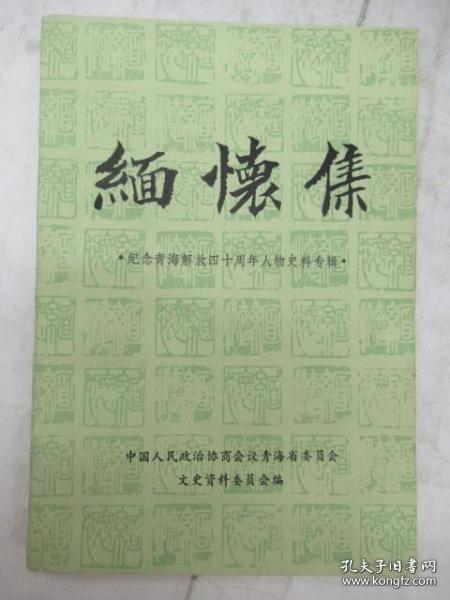 緬懷集
•纪念青海解放四十周年人物史料专辑•
中国人民政治协商会议青海省委员会
文史资料委员会编
孔夫子旧书网
www.kongfz.com